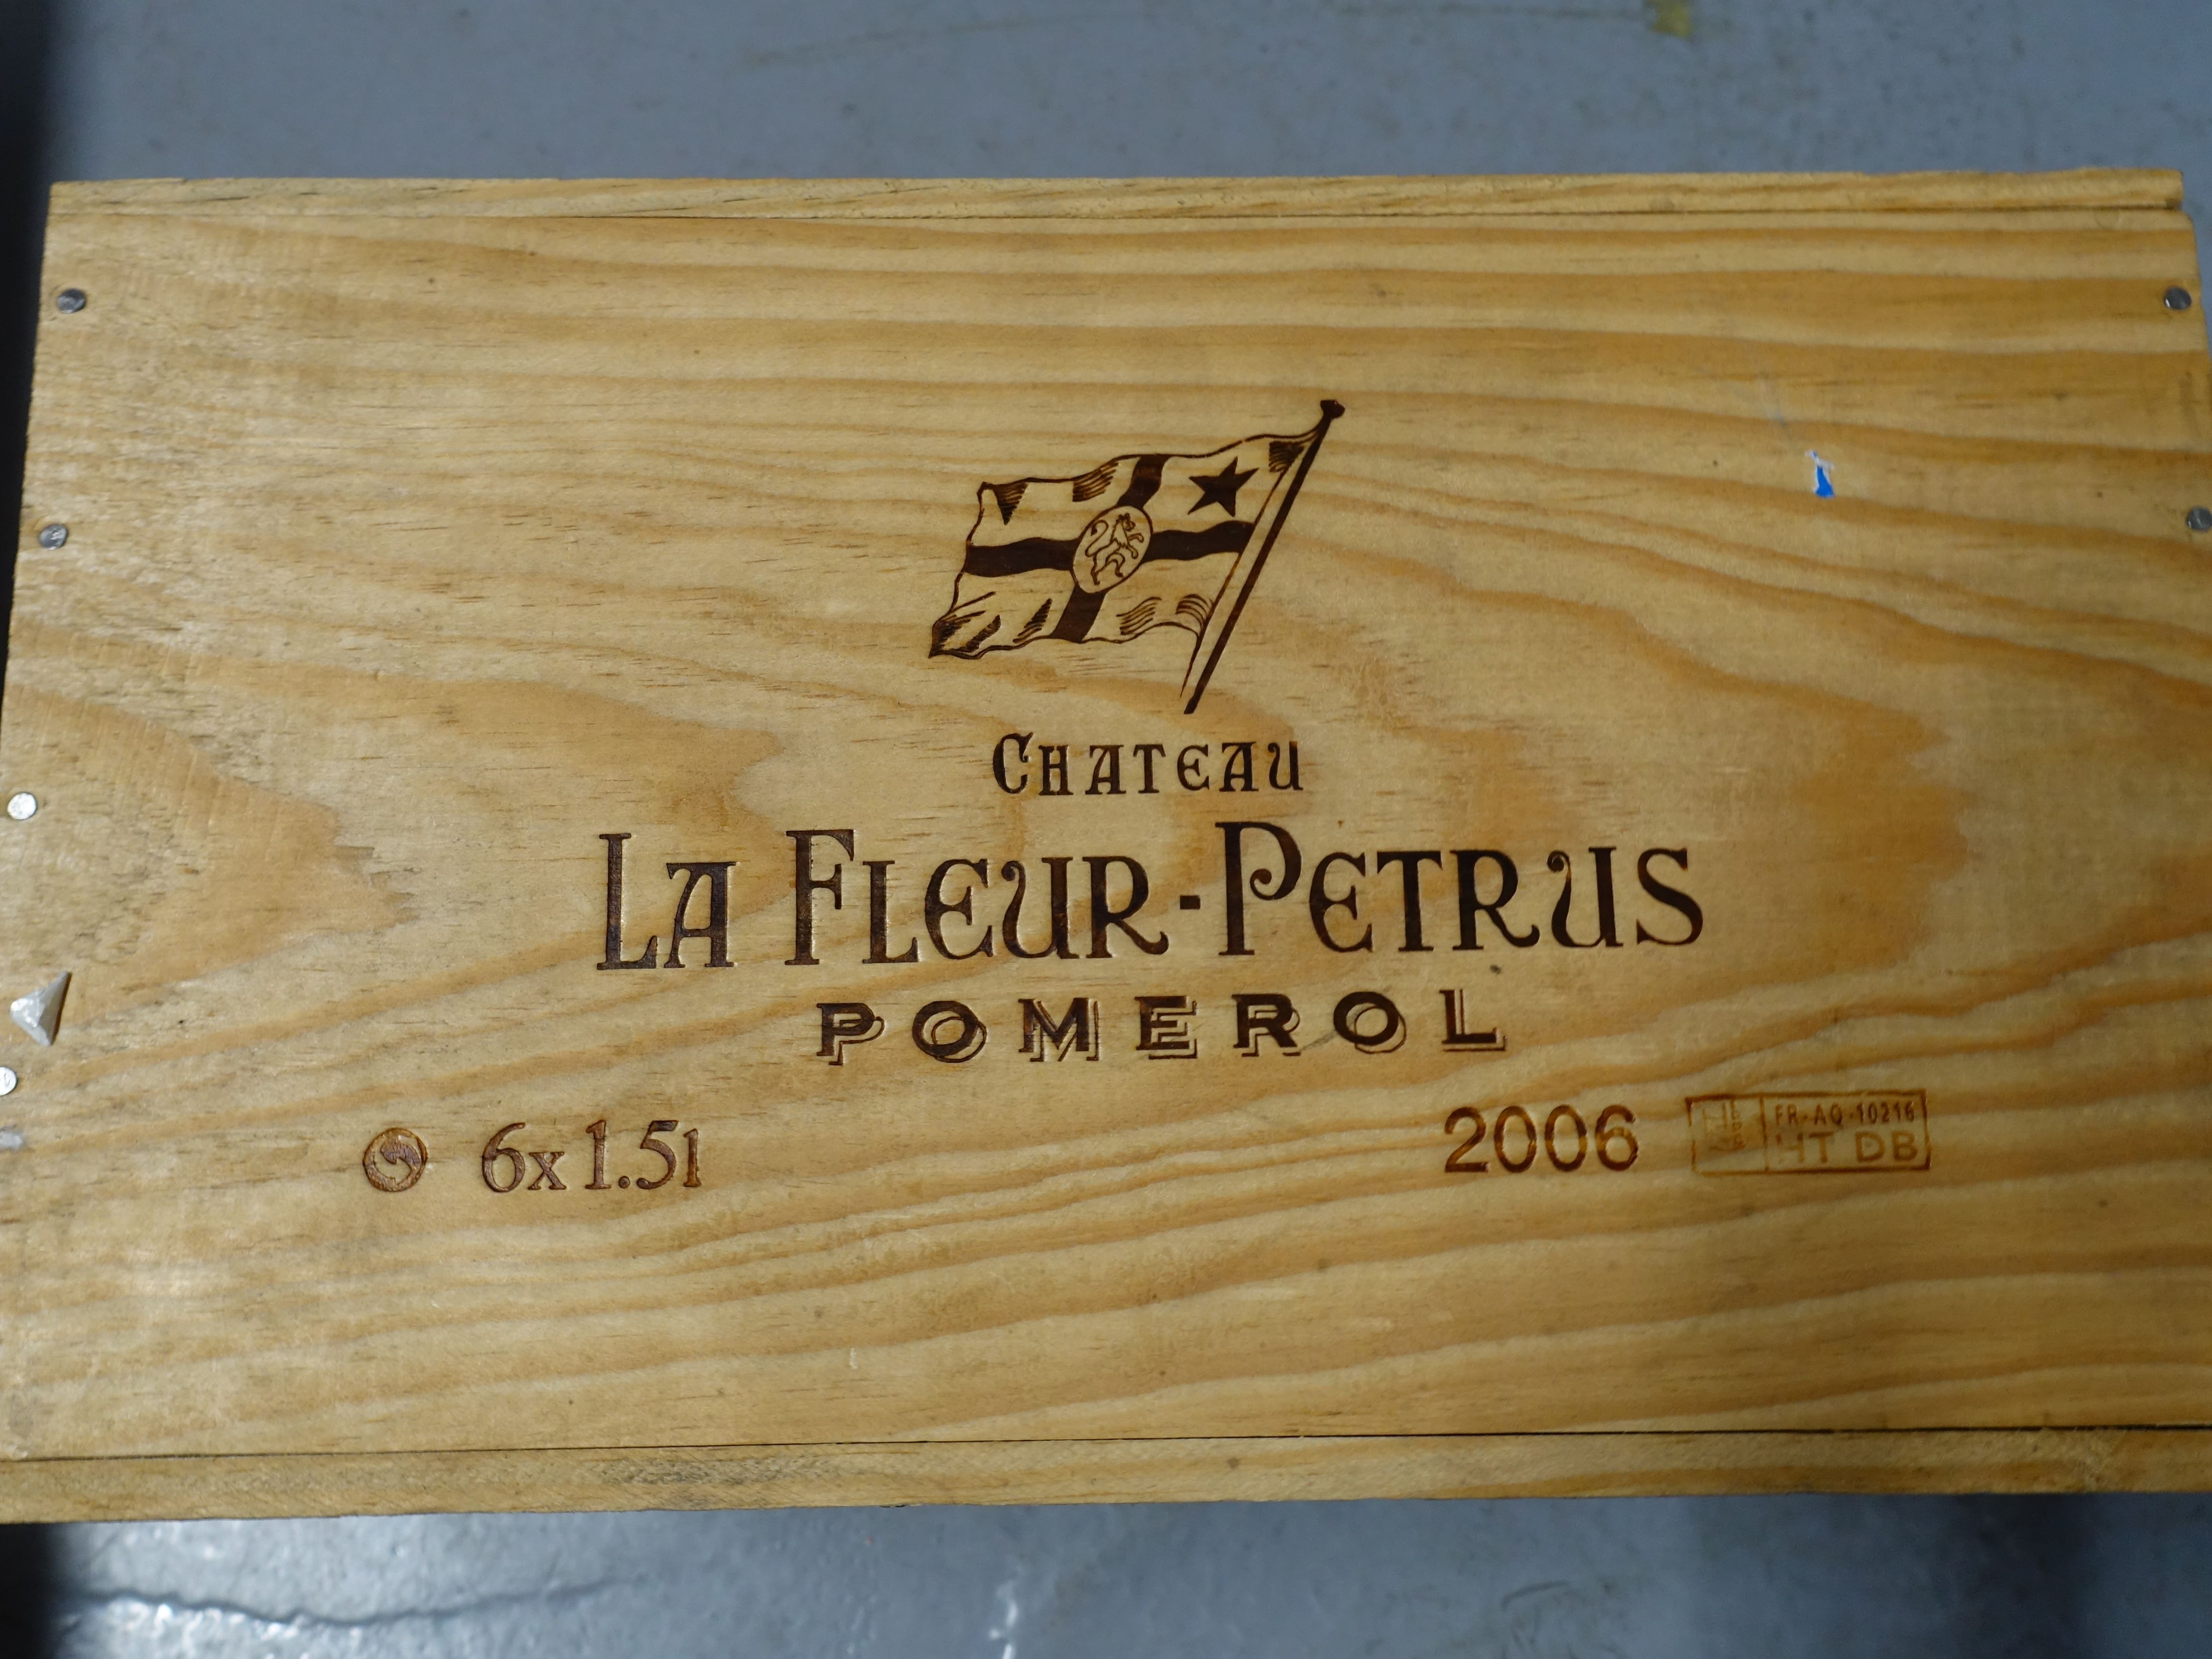 CHATEAU
LA FLEUR-PETRUS
POMEROL
6x1.5l
2006
FR-AQ-10216
HT DB